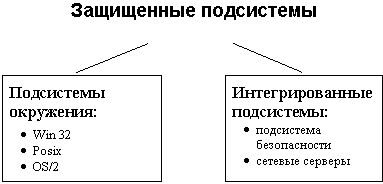 Защищенные подсистемы
Подсистемы
окружения:
• Win 32
• Posix
• OS/2
Интегрированные
подсистемы:
• подсистема
безопасности
• сетевые серверы